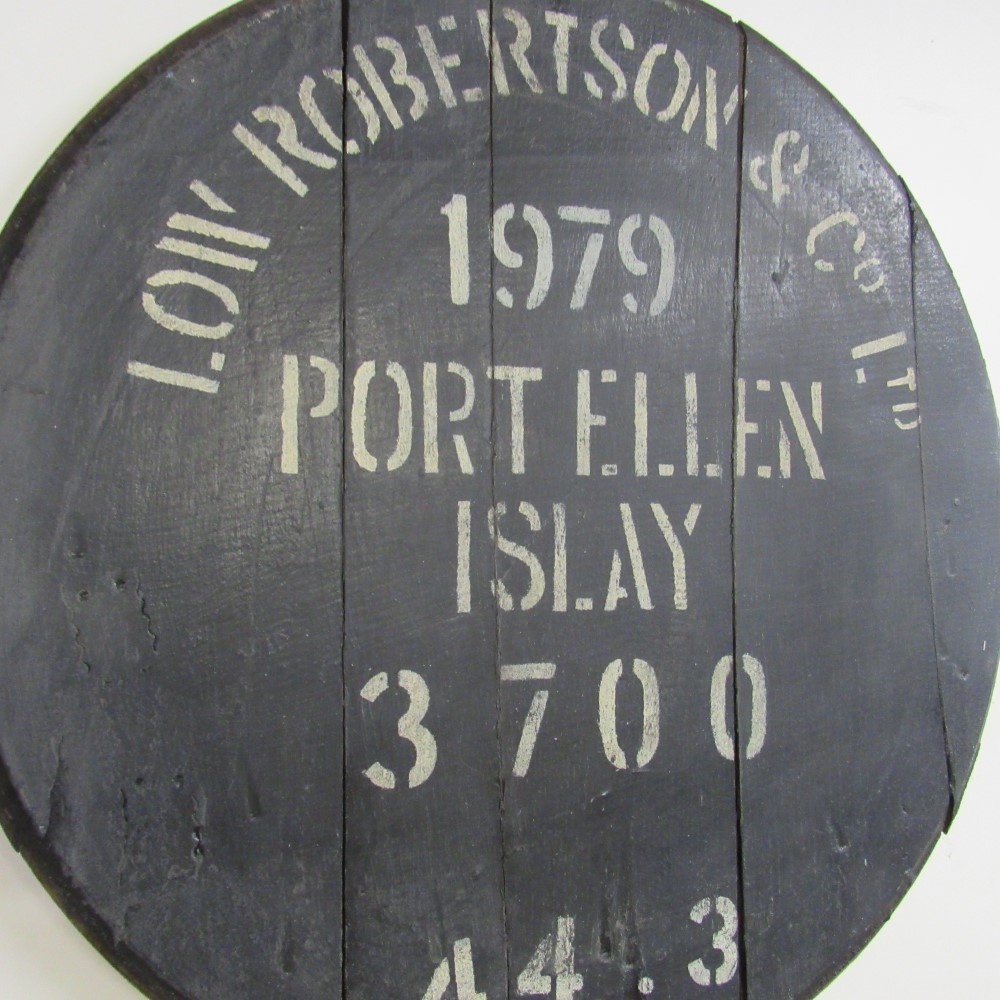 LOW ROBERTSON & CO LTD
1979
PORT ELLEN
ISLAY
3700
44.3